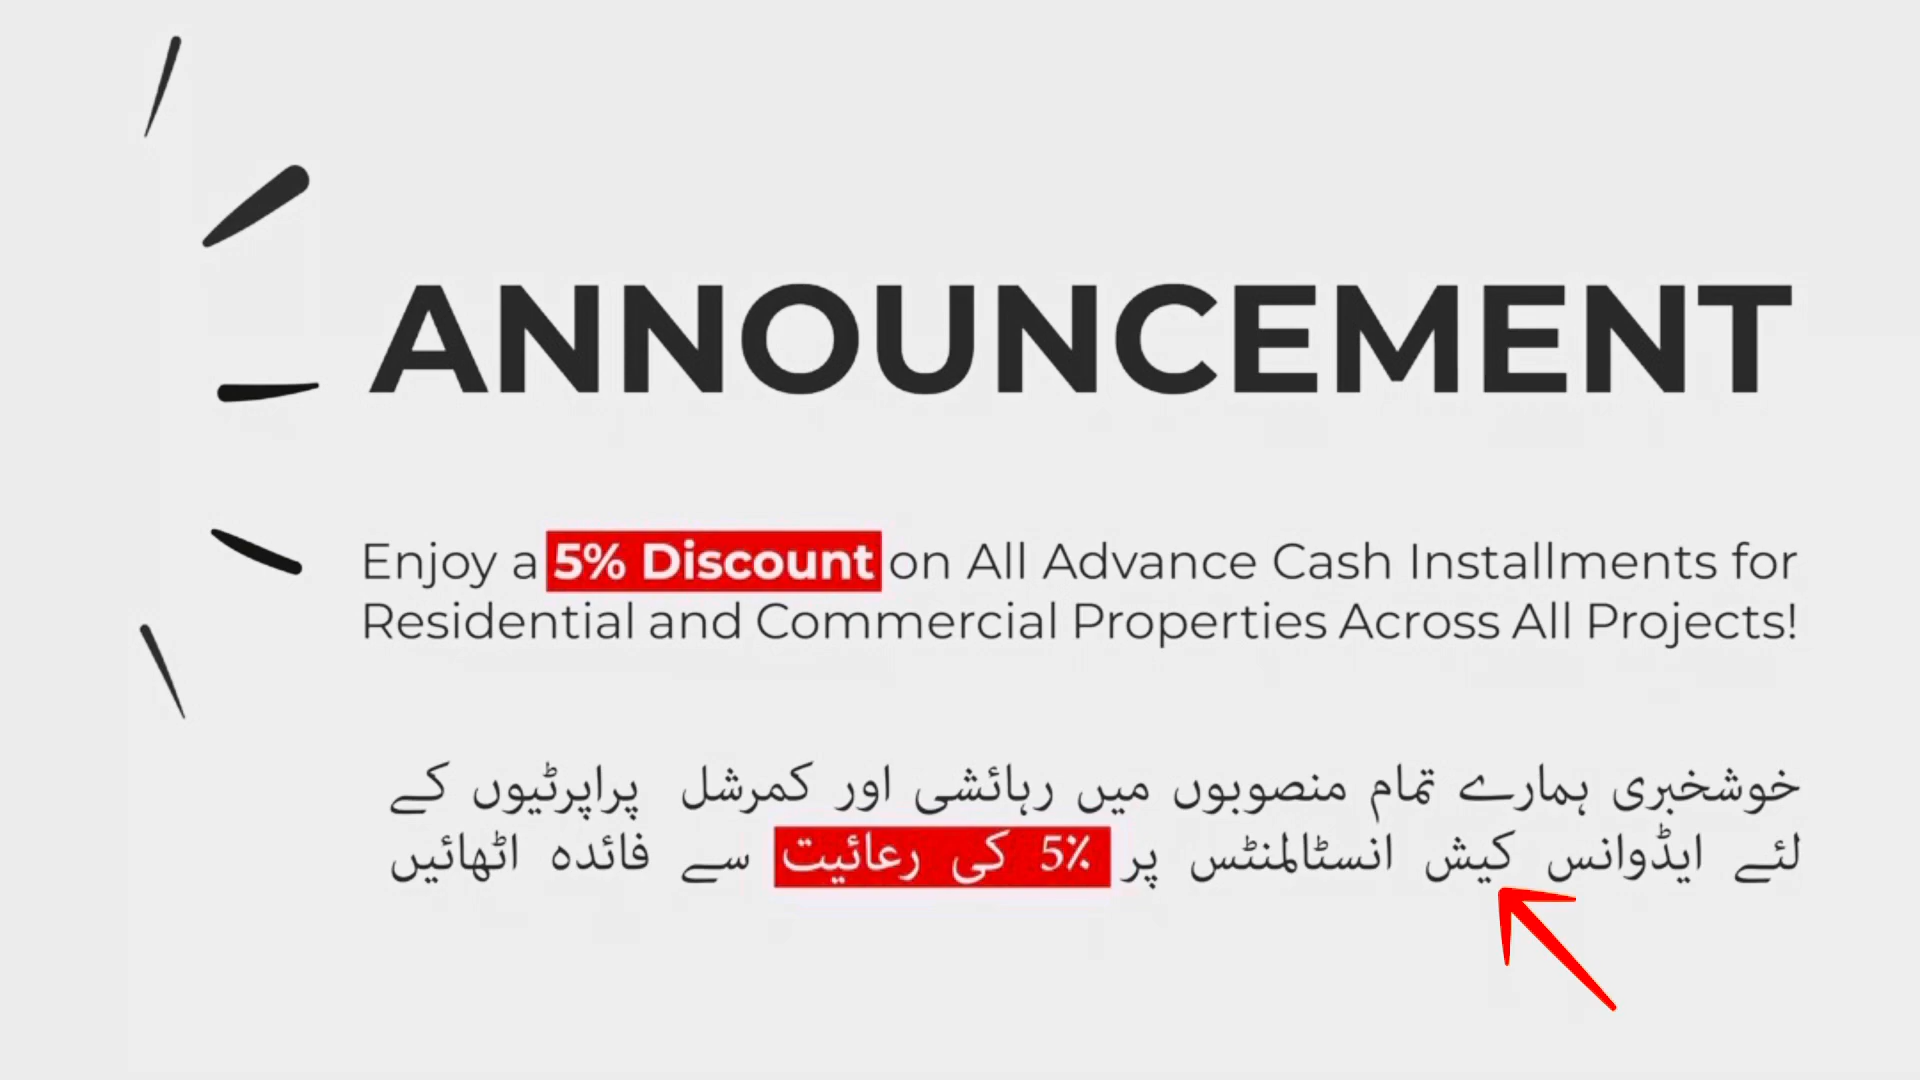 ANNOUNCEMENT
Enjoy a 5% Discount on All Advance Cash Installments for
Residential and Commercial Properties Across All Projects!
خوشخبری ہمارے تمام منصوبوں میں رہائشی اور کمرشل پراپرٹیوں کے
لئے ایڈوانس کیش انسٹالمنٹس پر 5٪ کی رعائیت سے فائدہ اٹھائیں